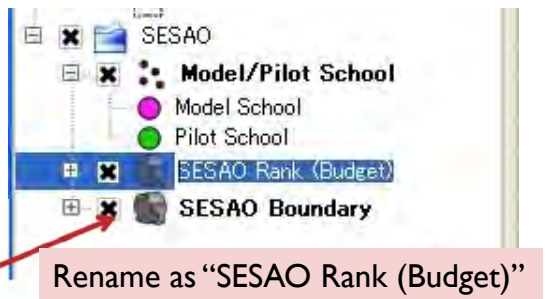 SESAO
Model/Pilot School
Model School
Pilot School
SESAO Rank (Budget)
SESAO Boundary
Rename as “SESAO Rank (Budget)”